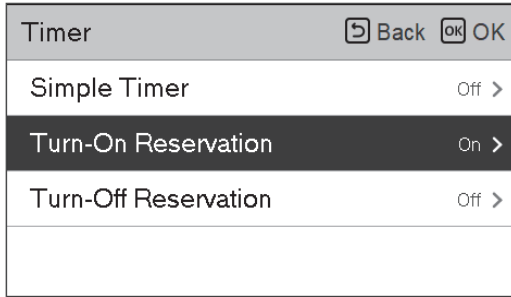 Timer Back OK OK
Simple Timer Off >
Turn-On Reservation On >
Turn-Off Reservation Off >